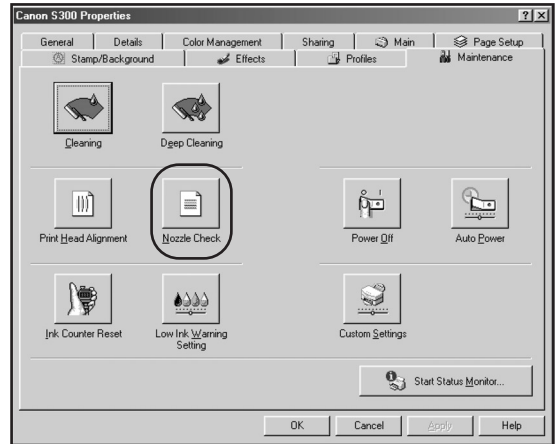 Canon S300 Properties
General Details Color Management Sharing Main Page Setup
Stamp/Background Effects Profiles Maintenance
Cleaning Deep Cleaning
Print Head Alignment Nozzle Check Power Off Auto Power
Ink Counter Reset Low Ink Warning Custom Settings
Setting
Start Status Monitor...
OK Cancel Apply Help